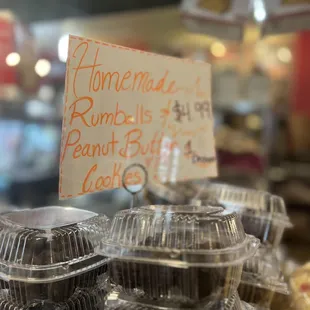 Homemade
Rumballs & $4.99
Peanut Butter
Cookies